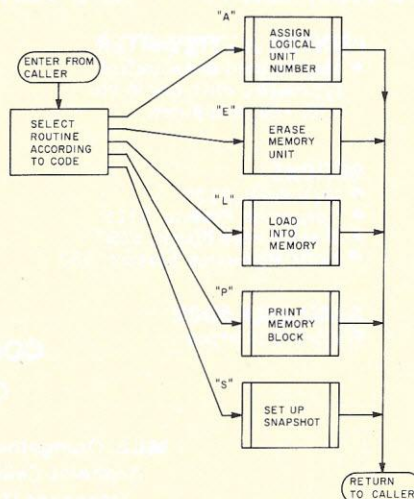 "A"
ASSIGN
LOGICAL
UNIT
NUMBER
ENTER FROM
CALLER
SELECT
ROUTINE
ACCORDING
TO CODE
"E"
ERASE
MEMORY
UNIT
"L"
LOAD
INTO
MEMORY
"P"
PRINT
MEMORY
BLOCK
"S"
SET UP
SNAPSHOT
RETURN
TO CALLER